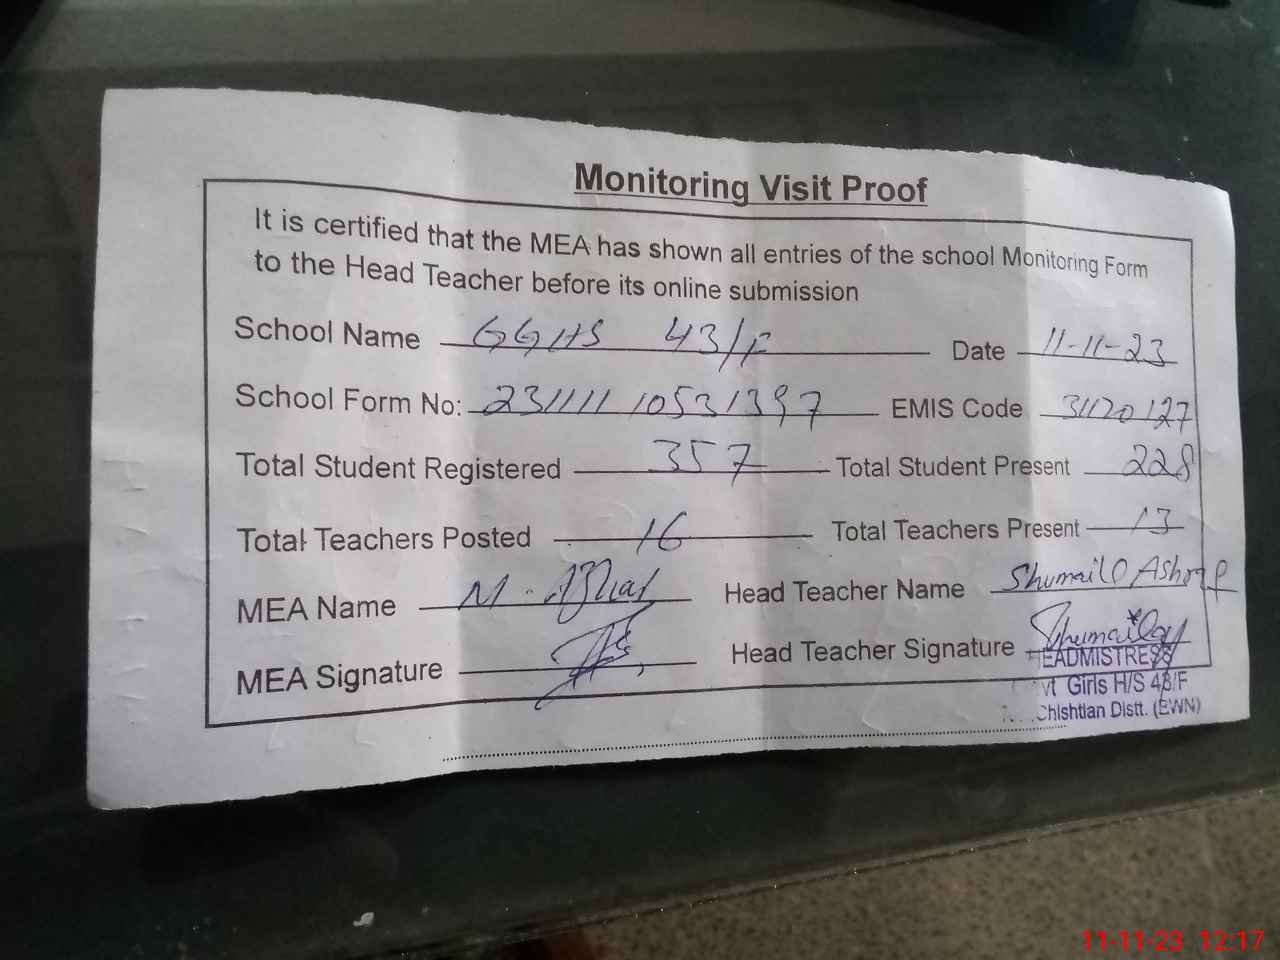 Monitoring Visit Proof
It is certified that the MEA has shown all entries of the school Monitoring Form
to the Head Teacher before its online submission
School Name GGHS 43/F Date 11-11-23
School Form No: 23111110531397 EMIS Code 31120127
Total Student Registered 357 Total Student Present 228
Total Teachers Posted 16 Total Teachers Present 13
MEA Name M. Head Teacher Name Shumaila Ashraf
MEA Signature Head Teacher Signature Shumaila
HEADMISTRESS
Girls H/S 43/F
Chishtian Distt. (BWN)
11-11-23 12:17